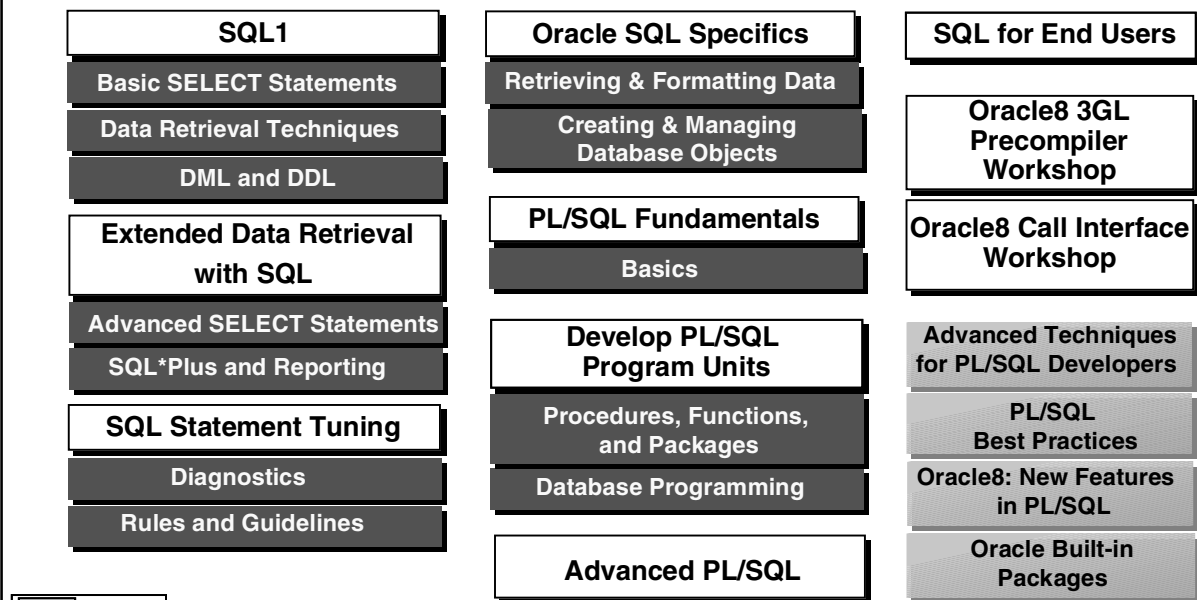 SQL1
Basic SELECT Statements
Data Retrieval Techniques
DML and DDL
Extended Data Retrieval
with SQL
Advanced SELECT Statements
SQL*Plus and Reporting
SQL Statement Tuning
Diagnostics
Rules and Guidelines
Oracle SQL Specifics
Retrieving & Formatting Data
Creating & Managing
Database Objects
PL/SQL Fundamentals
Basics
Develop PL/SQL
Program Units
Procedures, Functions,
and Packages
Database Programming
Advanced PL/SQL
SQL for End Users
Oracle8 3GL
Precompiler
Workshop
Oracle8 Call Interface
Workshop
Advanced Techniques
for PL/SQL Developers
PL/SQL
Best Practices
Oracle8: New Features
in PL/SQL
Oracle Built-in
Packages